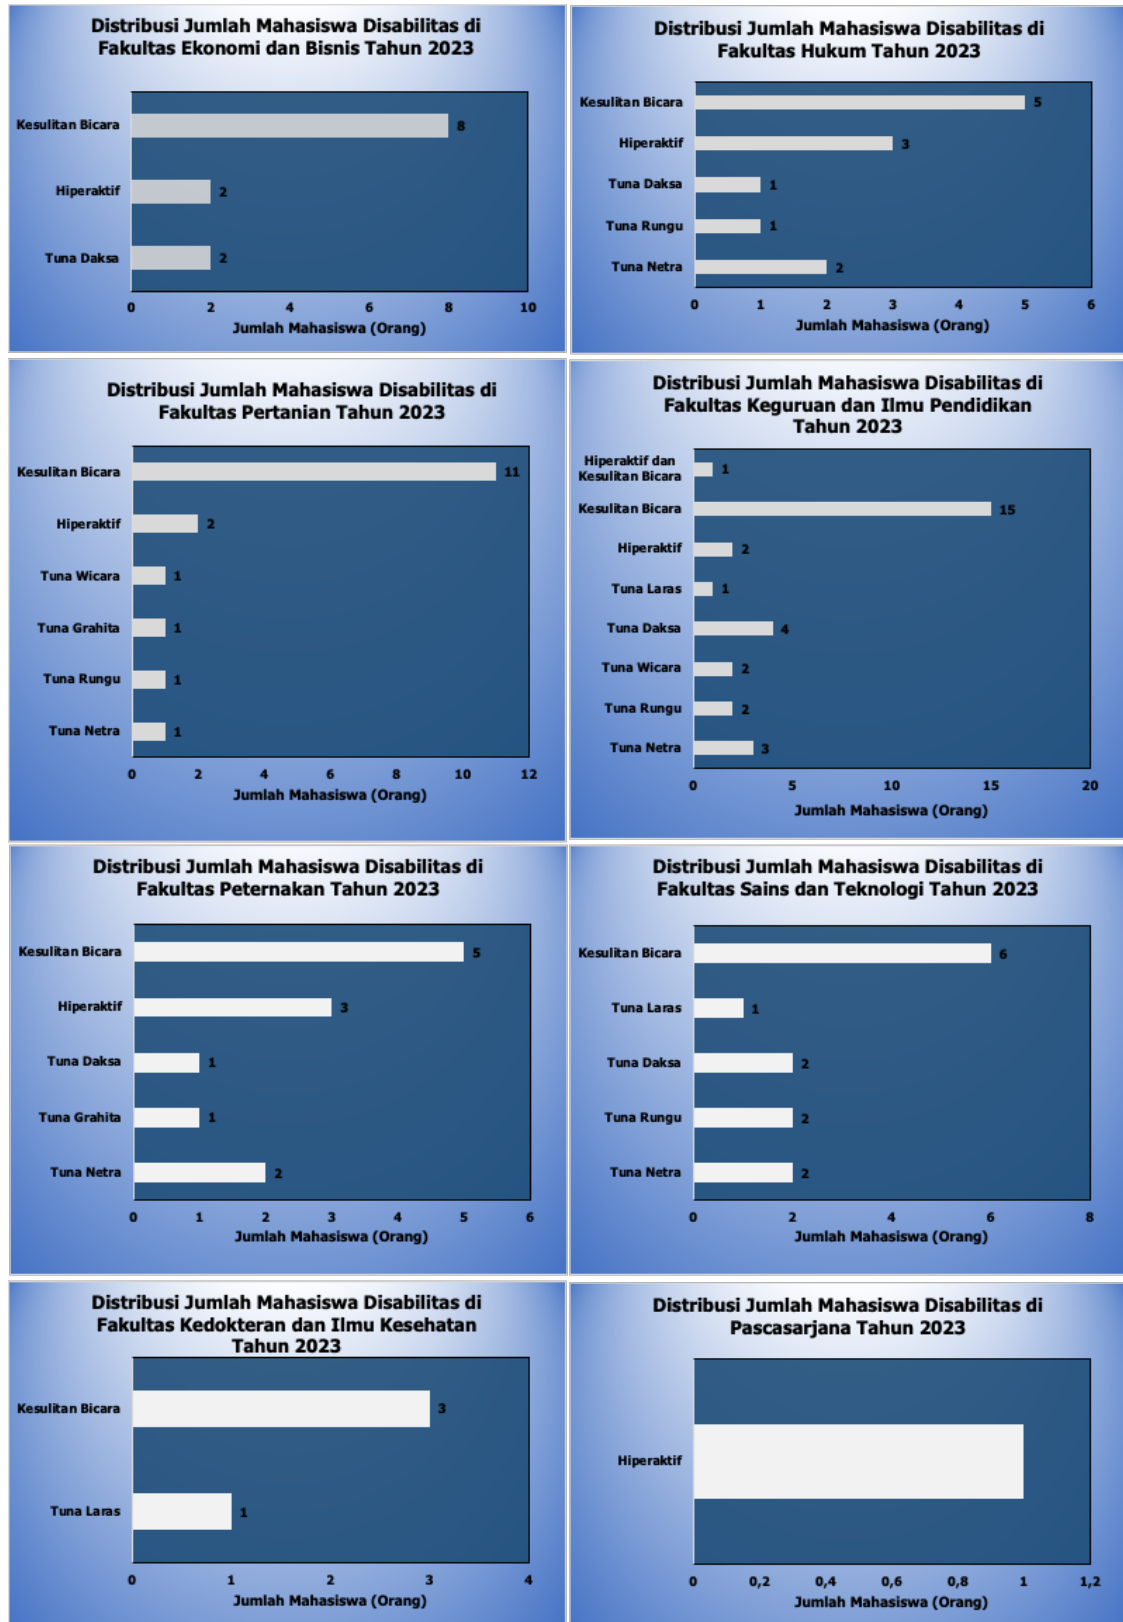 Distribusi Jumlah Mahasiswa Disabilitas di
Fakultas Ekonomi dan Bisnis Tahun 2023
Kesulitan Bicara
8
Hiperaktif
2
Tuna Daksa
2
0 2 4 6 8 10
Jumlah Mahasiswa (Orang)
Distribusi Jumlah Mahasiswa Disabilitas di
Fakultas Hukum Tahun 2023
Kesulitan Bicara
5
Hiperaktif
3
Tuna Daksa
1
Tuna Rungu
1
Tuna Netra
2
0 1 2 3 4 5 6
Jumlah Mahasiswa (Orang)
Distribusi Jumlah Mahasiswa Disabilitas di
Fakultas Pertanian Tahun 2023
Kesulitan Bicara
11
Hiperaktif
2
Tuna Wicara
1
Tuna Grahita
1
Tuna Rungu
1
Tuna Netra
1
0 2 4 6 8 10 12
Jumlah Mahasiswa (Orang)
Distribusi Jumlah Mahasiswa Disabilitas di
Fakultas Keguruan dan Ilmu Pendidikan
Tahun 2023
Hiperaktif dan
Kesulitan Bicara
1
Kesulitan Bicara
15
Hiperaktif
2
Tuna Laras
1
Tuna Daksa
4
Tuna Wicara
2
Tuna Rungu
2
Tuna Netra
3
0 5 10 15 20
Jumlah Mahasiswa (Orang)
Distribusi Jumlah Mahasiswa Disabilitas di
Fakultas Peternakan Tahun 2023
Kesulitan Bicara
5
Hiperaktif
3
Tuna Daksa
1
Tuna Grahita
1
Tuna Netra
2
0 1 2 3 4 5 6
Jumlah Mahasiswa (Orang)
Distribusi Jumlah Mahasiswa Disabilitas di
Fakultas Sains dan Teknologi Tahun 2023
Kesulitan Bicara
6
Tuna Laras
1
Tuna Daksa
2
Tuna Rungu
2
Tuna Netra
2
0 2 4 6 8
Jumlah Mahasiswa (Orang)
Distribusi Jumlah Mahasiswa Disabilitas di
Fakultas Kedokteran dan Ilmu Kesehatan
Tahun 2023
Kesulitan Bicara
3
Tuna Laras
1
0 1 2 3 4
Jumlah Mahasiswa (Orang)
Distribusi Jumlah Mahasiswa Disabilitas di
Pascasarjana Tahun 2023
Hiperaktif
0 0,2 0,4 0,6 0,8 1 1,2
Jumlah Mahasiswa (Orang)